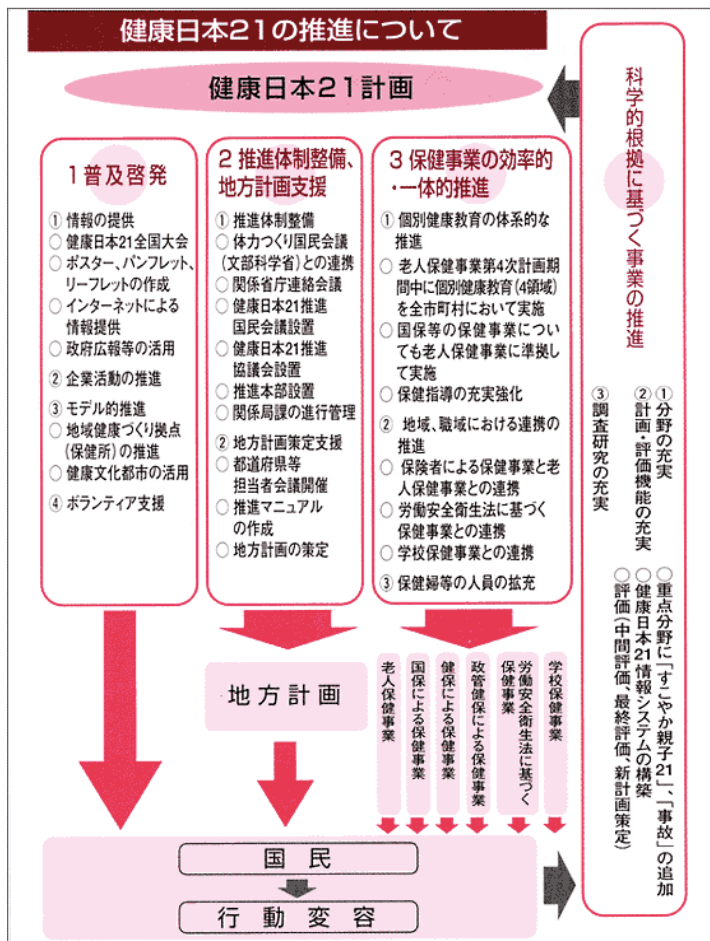 健康日本21の推進について
健康日本21計画
1普及啓発
① 情報の提供
○ 健康日本21全国大会
○ ポスター、パンフレット、
リーフレットの作成
○ インターネットによる
情報提供
○ 政府広報等の活用
② 企業活動の推進
③ モデル的推進
○ 地域健康づくり拠点
(保健所)の推進
○ 健康文化都市の活用
④ ボランティア支援
2 推進体制整備、
地方計画支援
① 推進体制整備
○ 体力つくり国民会議
(文部科学省)との連携
○ 関係省庁連絡会議
○ 健康日本21推進
国民会議設置
○ 健康日本21推進
協議会設置
○ 推進本部設置
○ 関係局課の進行管理
② 地方計画策定支援
○ 都道府県等
担当者会議開催
○ 推進マニュアル
の作成
○ 地方計画の策定
3 保健事業の効率的
・一体的推進
① 個別健康教育の体系的な
推進
○ 老人保健事業第4次計画期
間中に個別健康教育(4領域)
を全市町村において実施
○ 国保等の保健事業につい
ても老人保健事業に準拠し
て実施
○ 保健指導の充実強化
② 地域、職域における連携の
推進
○ 保険者による保健事業と老
人保健事業との連携
○ 労働安全衛生法に基づく
保健事業との連携
○ 学校保健事業との連携
③ 保健婦等の人員の拡充
科学的根拠に基づく事業の推進
①分野の充実
②計画・評価機能の充実
③調査研究の充実
○重点分野に「すこやか親子21」、「事故」の追加
○健康日本21情報システムの構築
○評価(中間評価、最終評価、新計画策定)
地方計画
老人保健事業
国保による保健事業
健保による保健事業
政管健保による保健事業
労働安全衛生法に基づく
保健事業
学校保健事業
国民
行動変容